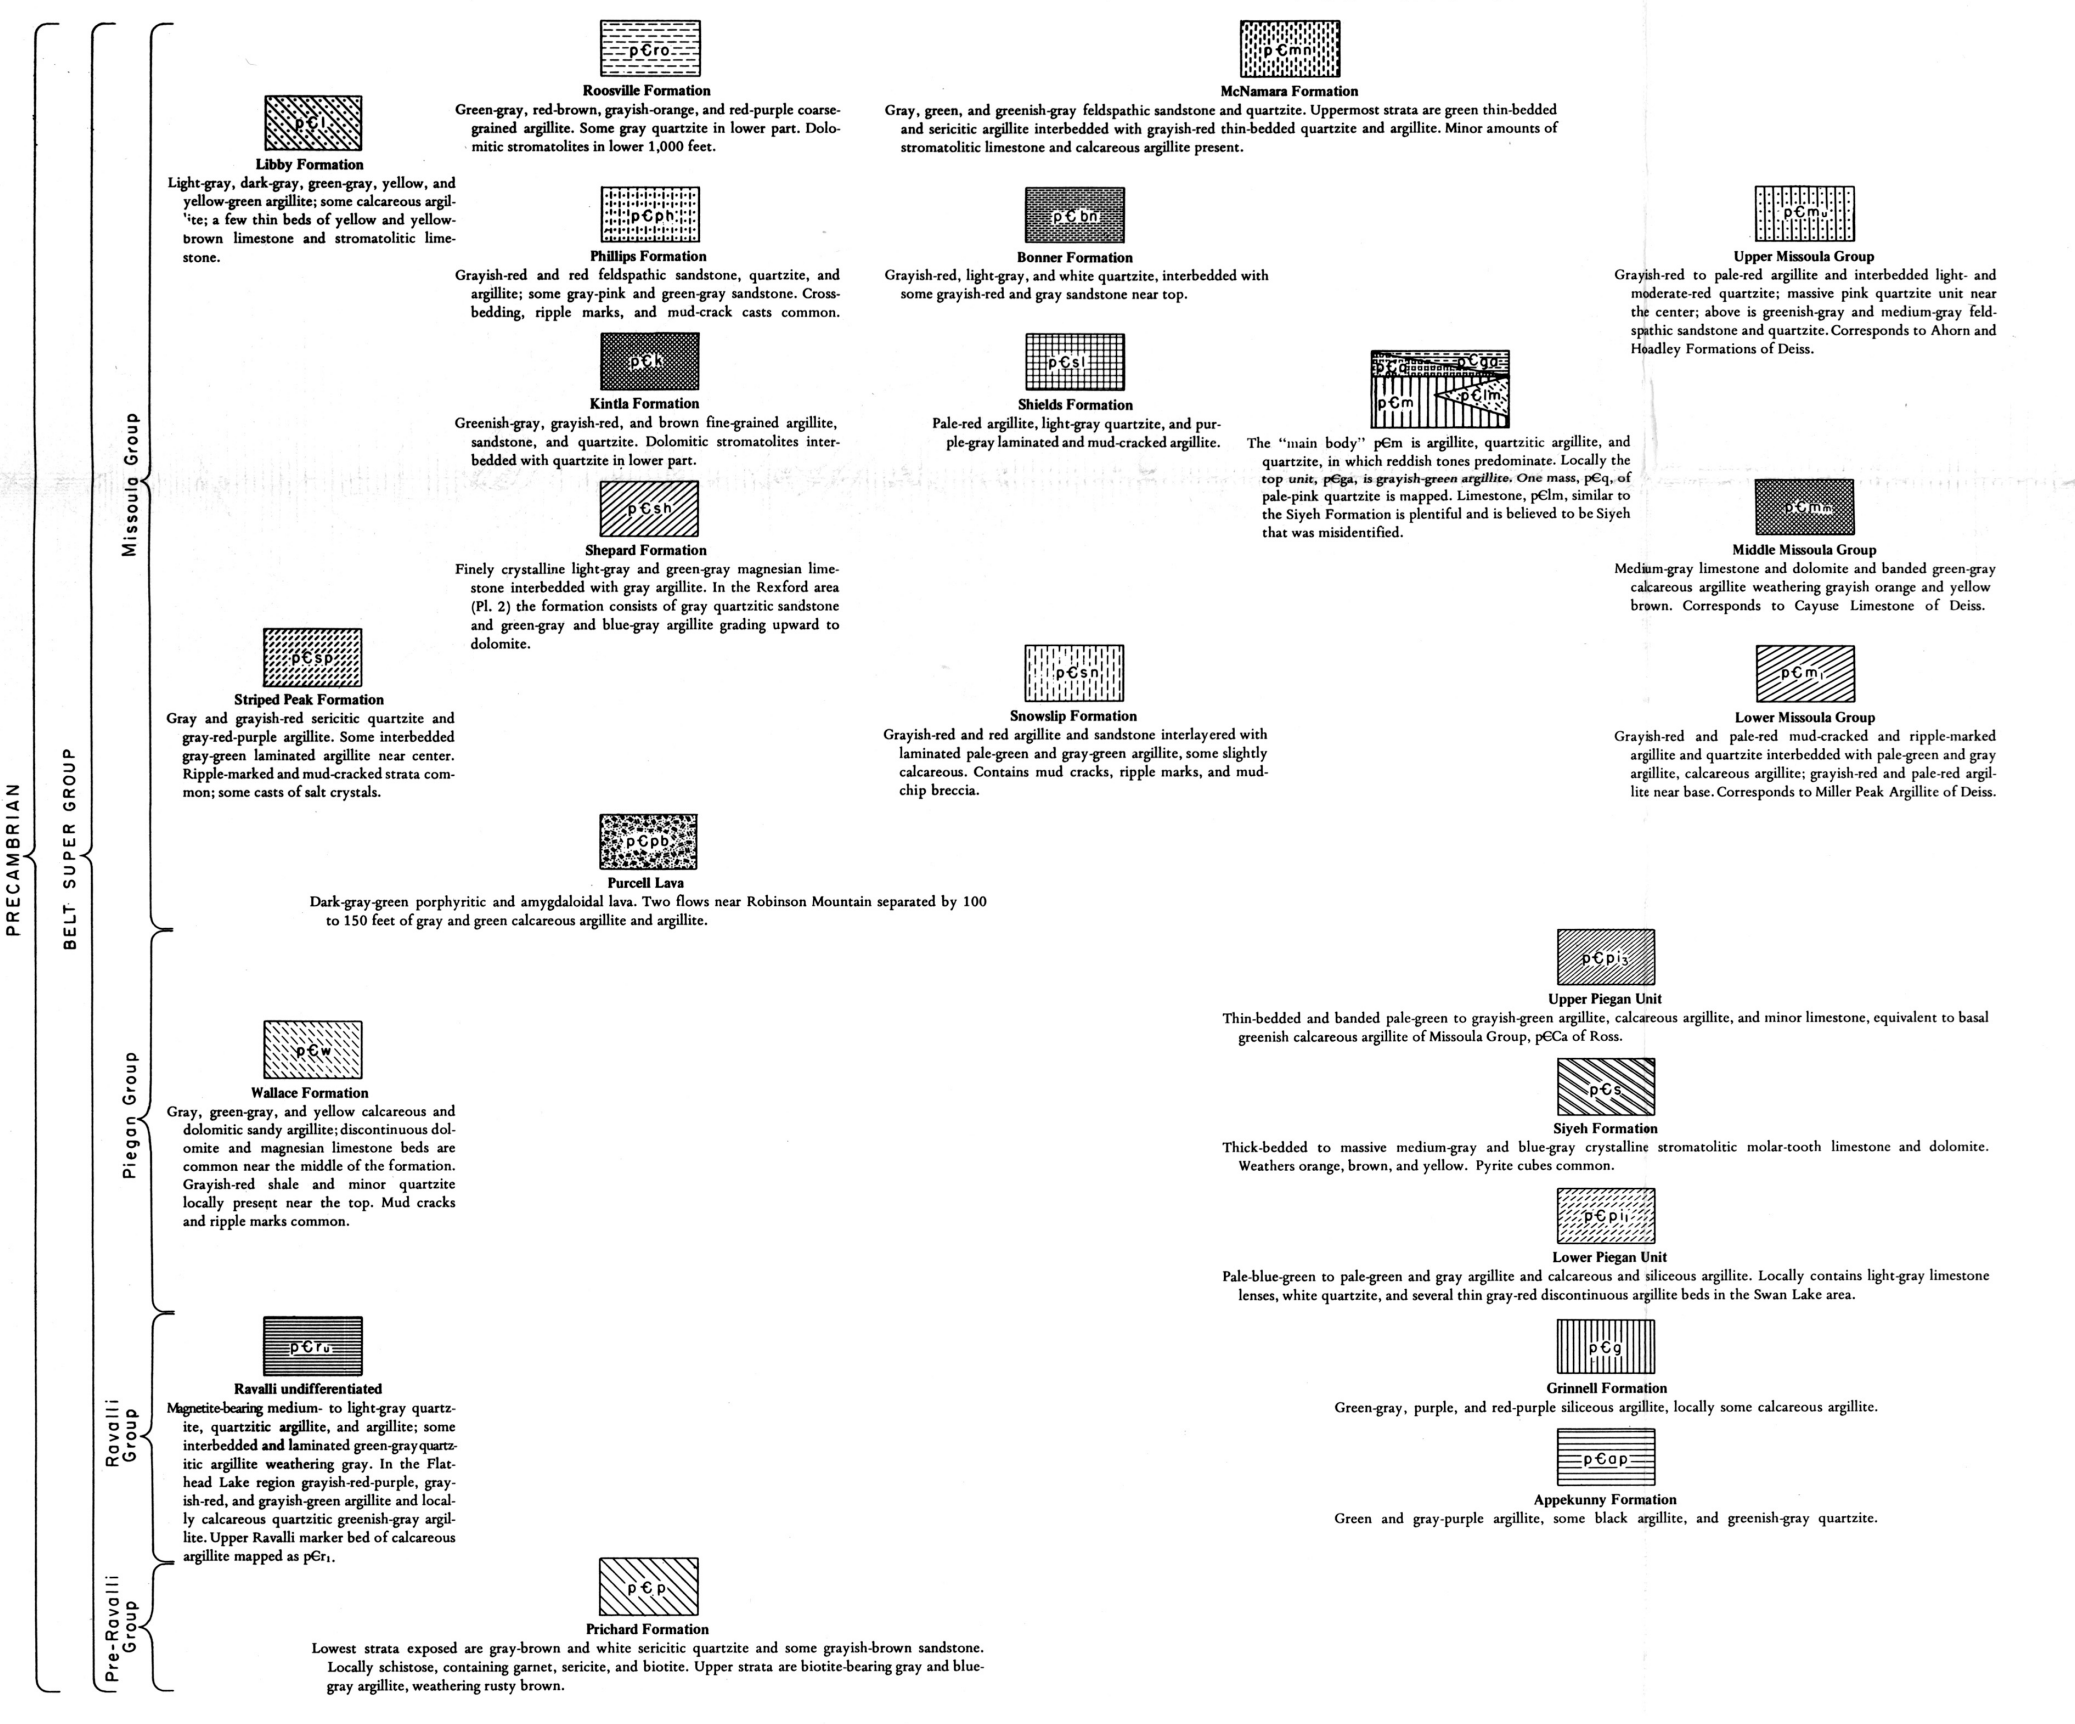 PRECAMBRIAN
BELT SUPER GROUP
Missoula Group
p€l
Libby Formation
Light-gray, dark-gray, green-gray, yellow, and
yellow-green argillite; some calcareous argil-
ite; a few thin beds of yellow and yellow-
brown limestone and stromatolitic lime-
stone.
p€ro
Roosville Formation
Green-gray, red-brown, grayish-orange, and red-purple coarse-
grained argillite. Some gray quartzite in lower part. Dolo-
mitic stromatolites in lower 1,000 feet.
p€mn
McNamara Formation
Gray, green, and greenish-gray feldspathic sandstone and quartzite. Uppermost strata are green thin-bedded
and sericitic argillite interbedded with grayish-red thin-bedded quartzite and argillite. Minor amounts of
stromatolitic limestone and calcareous argillite present.
p€ph
Phillips Formation
Grayish-red and red feldspathic sandstone, quartzite, and
argillite; some gray-pink and green-gray sandstone. Cross-
bedding, ripple marks, and mud-crack casts common.
p€bn
Bonner Formation
Grayish-red, light-gray, and white quartzite, interbedded with
some grayish-red and gray sandstone near top.
p€mu
Upper Missoula Group
Grayish-red to pale-red argillite and interbedded light- and
moderate-red quartzite; massive pink quartzite unit near
the center; above is greenish-gray and medium-gray feld-
spathic sandstone and quartzite. Corresponds to Ahorn and
Hoadley Formations of Deiss.
p€k
Kintla Formation
Greenish-gray, grayish-red, and brown fine-grained argillite,
sandstone, and quartzite. Dolomitic stromatolites inter-
bedded with quartzite in lower part.
p€sl
Shields Formation
Pale-red argillite, light-gray quartzite, and pur-
ple-gray laminated and mud-cracked argillite.
p€q p€ga
p€m p€lm
The “main body” p€m is argillite, quartzitic argillite, and
quartzite, in which reddish tones predominate. Locally the
top unit, p€ga, is grayish-green argillite. One mass, p€q, of
pale-pink quartzite is mapped. Limestone, p€lm, similar to
the Siyeh Formation is plentiful and is believed to be Siyeh
that was misidentified.
p€sh
Shepard Formation
Finely crystalline light-gray and green-gray magnesian lime-
stone interbedded with gray argillite. In the Rexford area
(Pl. 2) the formation consists of gray quartzitic sandstone
and green-gray and blue-gray argillite grading upward to
dolomite.
p€mm
Middle Missoula Group
Medium-gray limestone and dolomite and banded green-gray
calcareous argillite weathering grayish orange and yellow
brown. Corresponds to Cayuse Limestone of Deiss.
p€sp
Striped Peak Formation
Gray and grayish-red sericitic quartzite and
gray-red-purple argillite. Some interbedded
gray-green laminated argillite near center.
Ripple-marked and mud-cracked strata com-
mon; some casts of salt crystals.
p€sn
Snowslip Formation
Grayish-red and red argillite and sandstone interlayered with
laminated pale-green and gray-green argillite, some slightly
calcareous. Contains mud cracks, ripple marks, and mud-
chip breccia.
p€ml
Lower Missoula Group
Grayish-red and pale-red mud-cracked and ripple-marked
argillite and quartzite interbedded with pale-green and gray
argillite, calcareous argillite; grayish-red and pale-red argil-
lite near base. Corresponds to Miller Peak Argillite of Deiss.
p€pb
Purcell Lava
Dark-gray-green porphyritic and amygdaloidal lava. Two flows near Robinson Mountain separated by 100
to 150 feet of gray and green calcareous argillite and argillite.
Piegan Group
p€pi3
Upper Piegan Unit
Thin-bedded and banded pale-green to grayish-green argillite, calcareous argillite, and minor limestone, equivalent to basal
greenish calcareous argillite of Missoula Group, p€Ca of Ross.
p€w
Wallace Formation
Gray, green-gray, and yellow calcareous and
dolomitic sandy argillite; discontinuous dol-
omite and magnesian limestone beds are
common near the middle of the formation.
Grayish-red shale and minor quartzite
locally present near the top. Mud cracks
and ripple marks common.
p€s
Siyeh Formation
Thick-bedded to massive medium-gray and blue-gray crystalline stromatolitic molar-tooth limestone and dolomite.
Weathers orange, brown, and yellow. Pyrite cubes common.
p€pi1
Lower Piegan Unit
Pale-blue-green to pale-green and gray argillite and calcareous and siliceous argillite. Locally contains light-gray limestone
lenses, white quartzite, and several thin gray-red discontinuous argillite beds in the Swan Lake area.
Ravalli
Group
p€ru
Ravalli undifferentiated
Magnetite-bearing medium- to light-gray quartz-
ite, quartzitic argillite, and argillite; some
interbedded and laminated green-gray quartz-
itic argillite weathering gray. In the Flat-
head Lake region grayish-red-purple, gray-
ish-red, and grayish-green argillite and local-
ly calcareous quartzitic greenish-gray argil-
lite. Upper Ravalli marker bed of calcareous
argillite mapped as p€r1.
p€g
Grinnell Formation
Green-gray, purple, and red-purple siliceous argillite, locally some calcareous argillite.
p€ap
Appekunny Formation
Green and gray-purple argillite, some black argillite, and greenish-gray quartzite.
Pre-Ravalli
Group
p€p
Prichard Formation
Lowest strata exposed are gray-brown and white sericitic quartzite and some grayish-brown sandstone.
Locally schistose, containing garnet, sericite, and biotite. Upper strata are biotite-bearing gray and blue-
gray argillite, weathering rusty brown.